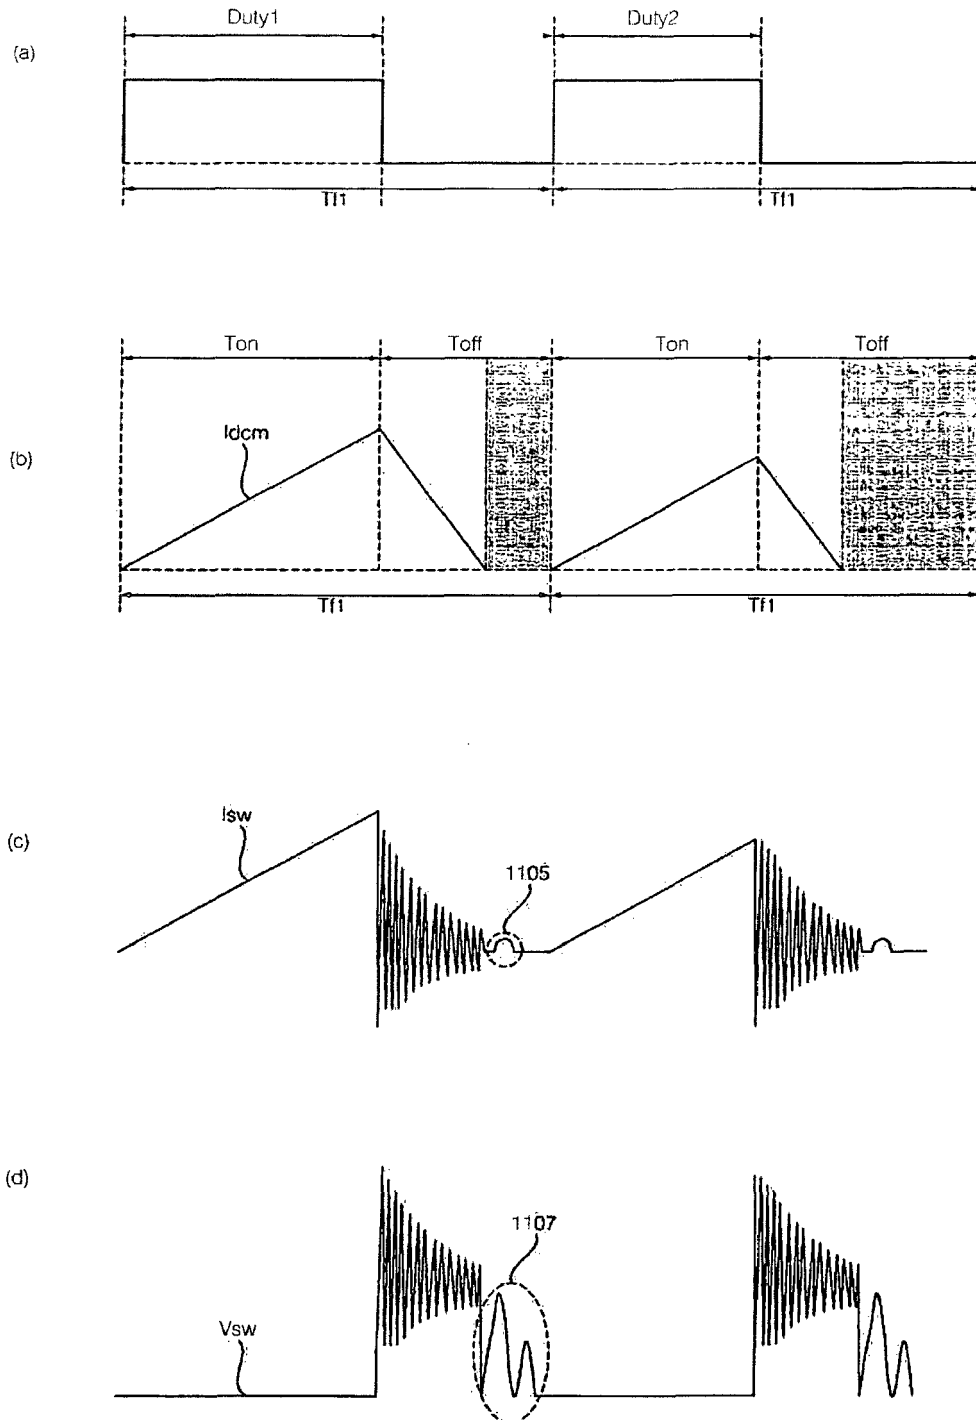 Duty1 Duty2
(a)
Tf1 Tf1
Ton Toff Ton Toff
Idcm
(b)
Tf1 Tf1
Isw
(c)
1105
(d)
1107
Vsw